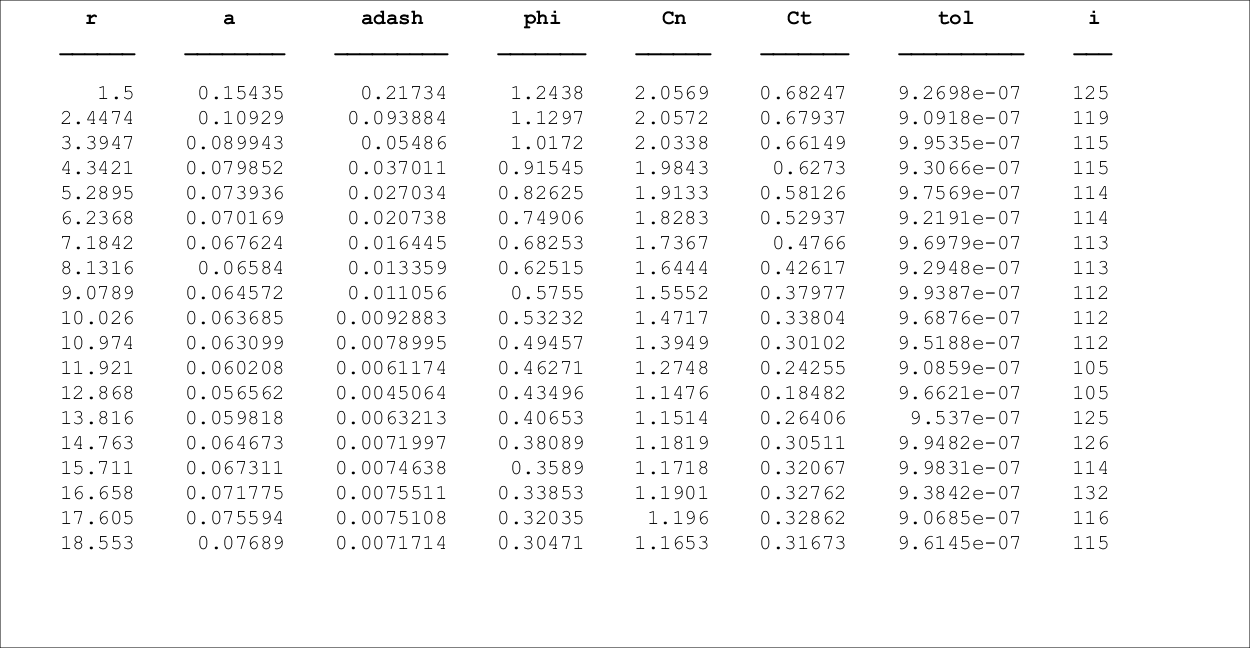 r a adash phi Cn Ct tol i
1.5 0.15435 0.21734 1.2438 2.0569 0.68247 9.2698e-07 125
2.4474 0.10929 0.093884 1.1297 2.0572 0.67937 9.0918e-07 119
3.3947 0.089943 0.05486 1.0172 2.0338 0.66149 9.9535e-07 115
4.3421 0.079852 0.037011 0.91545 1.9843 0.6273 9.3066e-07 115
5.2895 0.073936 0.027034 0.82625 1.9133 0.58126 9.7569e-07 114
6.2368 0.070169 0.020738 0.74906 1.8283 0.52937 9.2191e-07 114
7.1842 0.067624 0.016445 0.68253 1.7367 0.4766 9.6979e-07 113
8.1316 0.06584 0.013359 0.62515 1.6444 0.42617 9.2948e-07 113
9.0789 0.064572 0.011056 0.5755 1.5552 0.37977 9.9387e-07 112
10.026 0.063685 0.0092883 0.53232 1.4717 0.33804 9.6876e-07 112
10.974 0.063099 0.0078995 0.49457 1.3949 0.30102 9.5188e-07 112
11.921 0.060208 0.0061174 0.46271 1.2748 0.24255 9.0859e-07 105
12.868 0.056562 0.0045064 0.43496 1.1476 0.18482 9.6621e-07 105
13.816 0.059818 0.0063213 0.40653 1.1514 0.26406 9.537e-07 125
14.763 0.064673 0.0071997 0.38089 1.1819 0.30511 9.9482e-07 126
15.711 0.067311 0.0074638 0.3589 1.1718 0.32067 9.9831e-07 114
16.658 0.071775 0.0075511 0.33853 1.1901 0.32762 9.3842e-07 132
17.605 0.075594 0.0075108 0.32035 1.196 0.32862 9.0685e-07 116
18.553 0.07689 0.0071714 0.30471 1.1653 0.31673 9.6145e-07 115